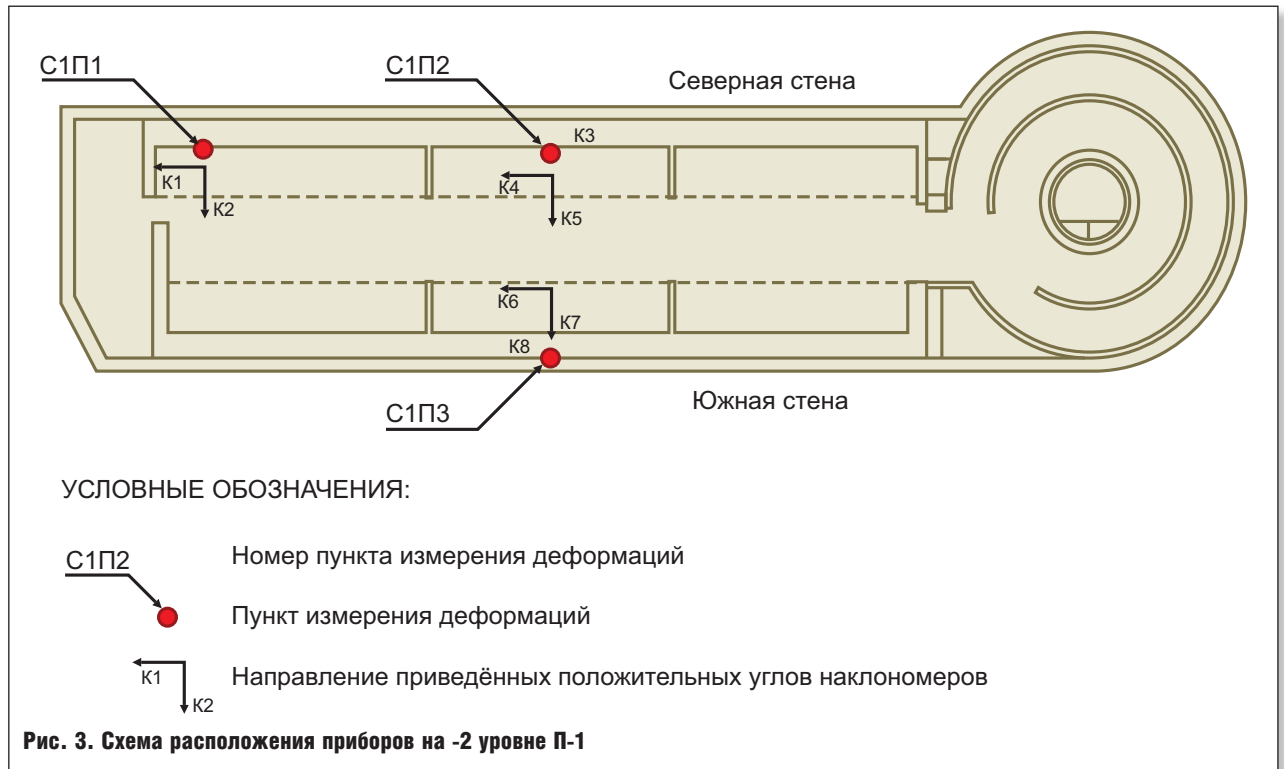 С1П1
С1П2
Северная стена
К3
К1
К4
К2
К5
К6
К7
К8
Южная стена
С1П3
УСЛОВНЫЕ ОБОЗНАЧЕНИЯ:
С1П2
Номер пункта измерения деформаций
Пункт измерения деформаций
К1
Направление приведённых положительных углов наклономеров
К2
Рис. 3. Схема расположения приборов на -2 уровне П-1